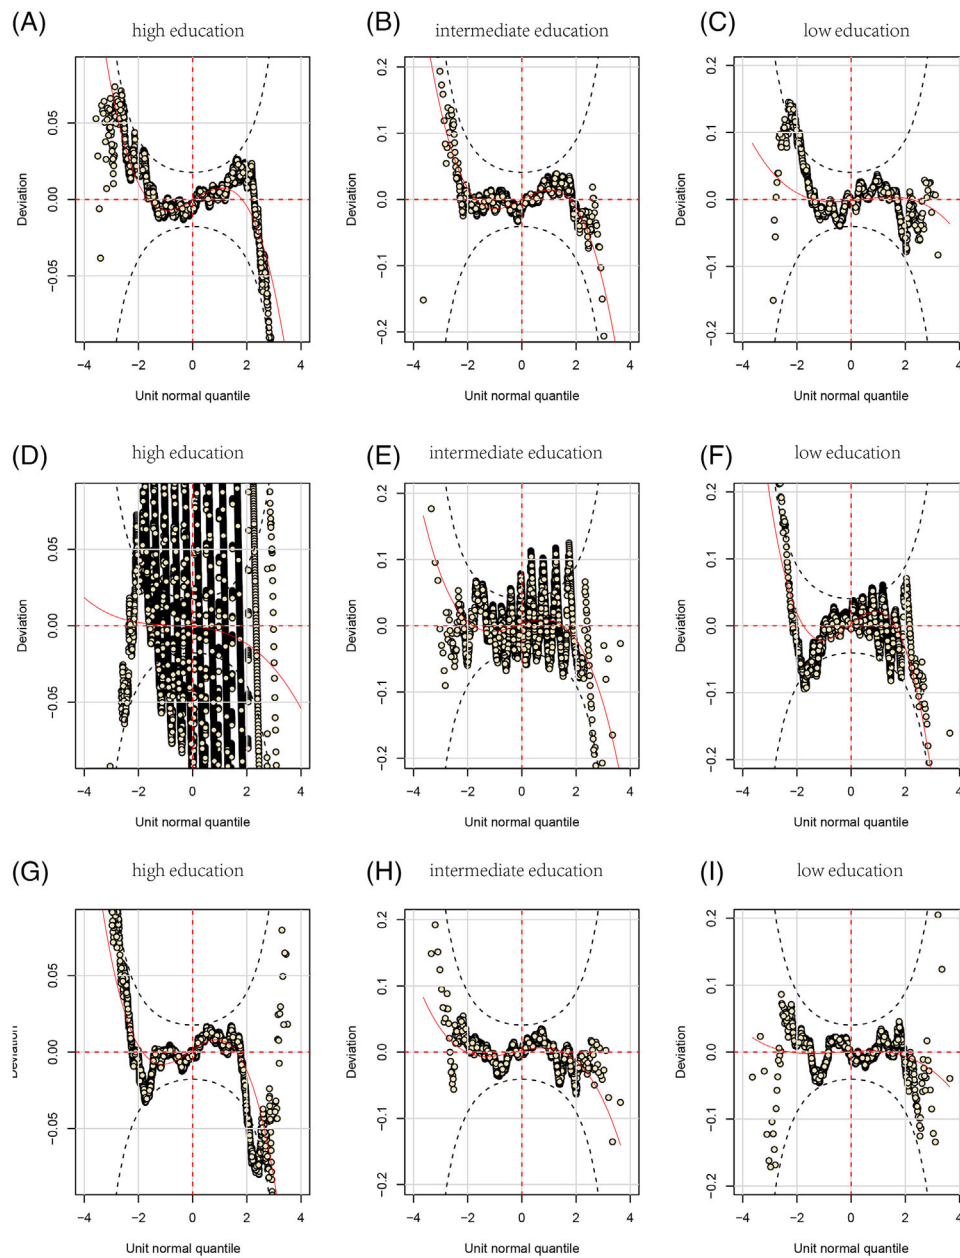 (A) high education
(B) intermediate education
(C) low education
Deviation
0.05
0.00
−0.05
−4 −2 0 2 4
Unit normal quantile
Deviation
0.2
0.1
0.0
−0.1
−0.2
−4 −2 0 2 4
Unit normal quantile
Deviation
0.2
0.1
0.0
−0.1
−0.2
−4 −2 0 2 4
Unit normal quantile
(D) high education
(E) intermediate education
(F) low education
Deviation
0.05
0.00
−0.05
−4 −2 0 2 4
Unit normal quantile
Deviation
0.2
0.1
0.0
−0.1
−0.2
−4 −2 0 2 4
Unit normal quantile
Deviation
0.2
0.1
0.0
−0.1
−0.2
−4 −2 0 2 4
Unit normal quantile
(G) high education
(H) intermediate education
(I) low education
Deviation
0.05
0.00
−0.05
−4 −2 0 2 4
Unit normal quantile
Deviation
0.2
0.1
0.0
−0.1
−0.2
−4 −2 0 2 4
Unit normal quantile
Deviation
0.2
0.1
0.0
−0.1
−0.2
−4 −2 0 2 4
Unit normal quantile